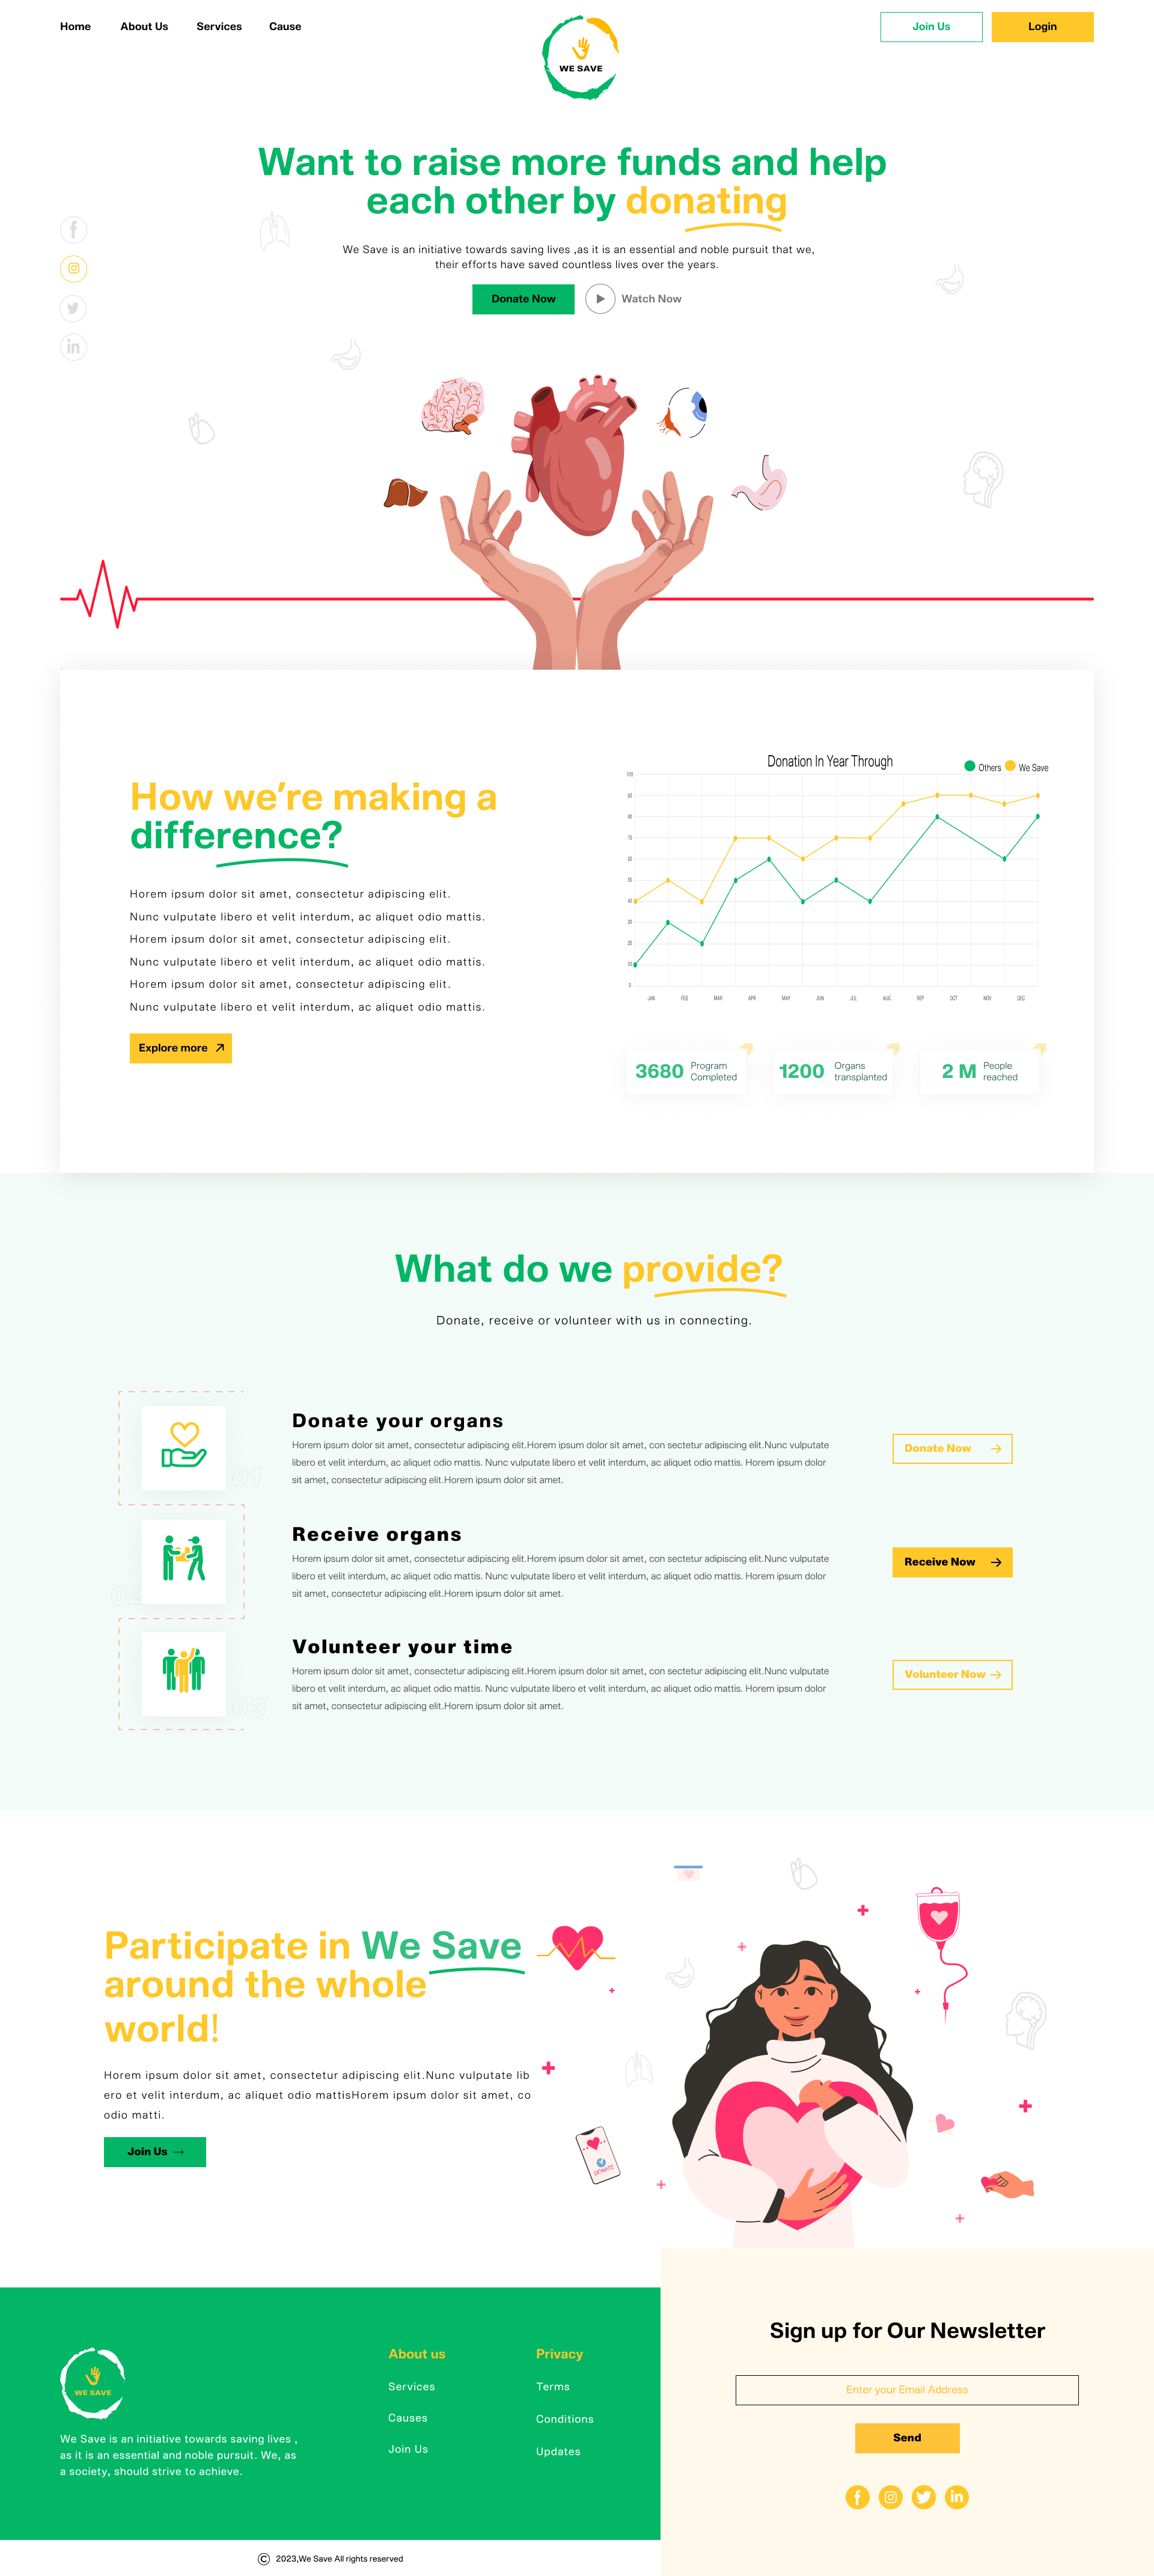 Home About Us Services Cause
WE SAVE
Join Us Login
Want to raise more funds and help
each other by donating
We Save is an initiative towards saving lives ,as it is an essential and noble pursuit that we,
their efforts have saved countless lives over the years.
Donate Now Watch Now
How we're making a
difference?
Horem ipsum dolor sit amet, consectetur adipiscing elit.
Nunc vulputate libero et velit interdum, ac aliquet odio mattis.
Horem ipsum dolor sit amet, consectetur adipiscing elit.
Nunc vulputate libero et velit interdum, ac aliquet odio mattis.
Horem ipsum dolor sit amet, consectetur adipiscing elit.
Nunc vulputate libero et velit interdum, ac aliquet odio mattis.
Explore more
Donation In Year Through
Others We Save
100
90
80
70
60
50
40
30
20
10
0
JAN FEB MAR APR MAY JUN JUL AUG SEP OCT NOV DEC
3680 Program
Completed
1200 Organs
transplanted
2 M People
reached
What do we provide?
Donate, receive or volunteer with us in connecting.
01
Donate your organs
Horem ipsum dolor sit amet, consectetur adipiscing elit.Horem ipsum dolor sit amet, con sectetur adipiscing elit.Nunc vulputate
libero et velit interdum, ac aliquet odio mattis. Nunc vulputate libero et velit interdum, ac aliquet odio mattis. Horem ipsum dolor
sit amet, consectetur adipiscing elit.Horem ipsum dolor sit amet.
Donate Now
02
Receive organs
Horem ipsum dolor sit amet, consectetur adipiscing elit.Horem ipsum dolor sit amet, con sectetur adipiscing elit.Nunc vulputate
libero et velit interdum, ac aliquet odio mattis. Nunc vulputate libero et velit interdum, ac aliquet odio mattis. Horem ipsum dolor
sit amet, consectetur adipiscing elit.Horem ipsum dolor sit amet.
Receive Now
03
Volunteer your time
Horem ipsum dolor sit amet, consectetur adipiscing elit.Horem ipsum dolor sit amet, con sectetur adipiscing elit.Nunc vulputate
libero et velit interdum, ac aliquet odio mattis. Nunc vulputate libero et velit interdum, ac aliquet odio mattis. Horem ipsum dolor
sit amet, consectetur adipiscing elit.Horem ipsum dolor sit amet.
Volunteer Now
Participate in We Save
around the whole
world!
Horem ipsum dolor sit amet, consectetur adipiscing elit.Nunc vulputate lib
ero et velit interdum, ac aliquet odio mattisHorem ipsum dolor sit amet, co
odio matti.
Join Us
DONATE
WE SAVE
We Save is an initiative towards saving lives ,
as it is an essential and noble pursuit. We, as
a society, should strive to achieve.
About us
Services
Causes
Join Us
Privacy
Terms
Conditions
Updates
Sign up for Our Newsletter
Enter your Email Address
Send
© 2023,We Save All rights reserved